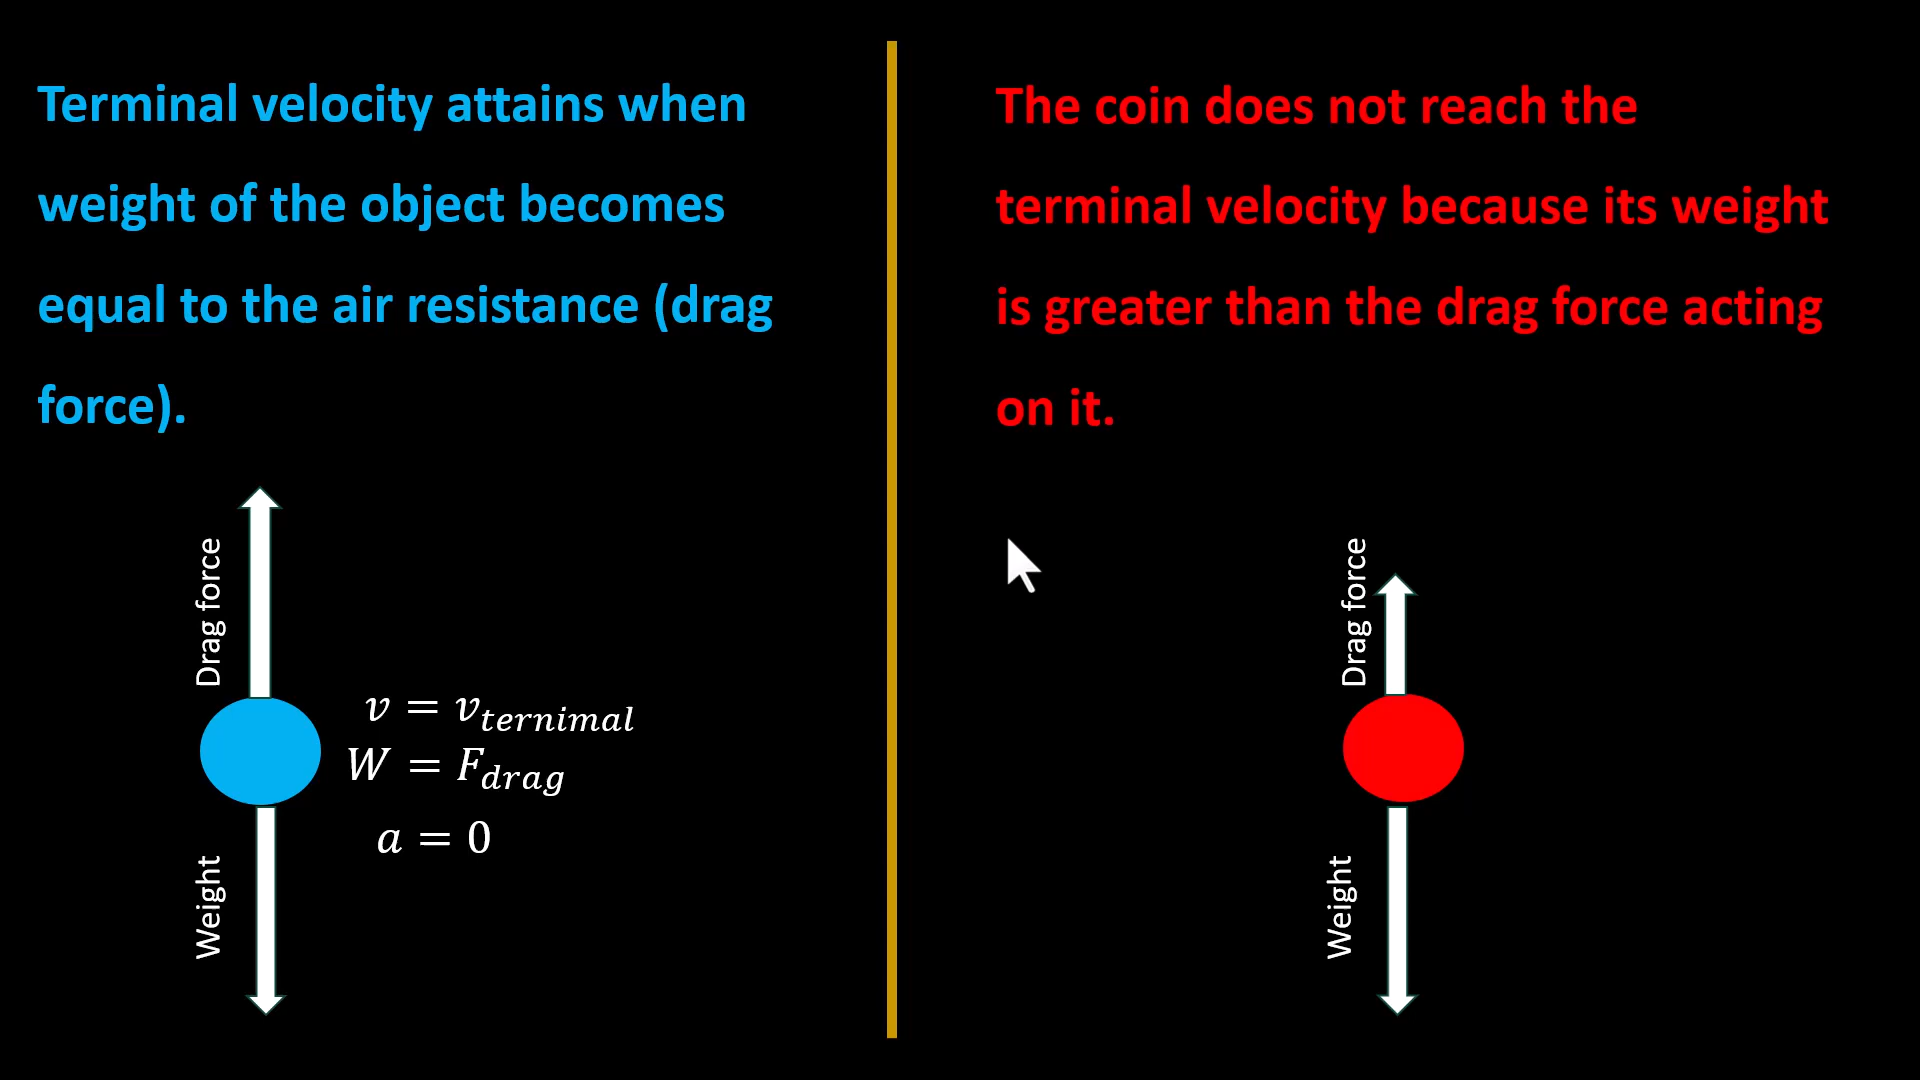 Terminal velocity attains when
weight of the object becomes
equal to the air resistance (drag
force).
Drag force
v = v_ternimal
W = F_drag
a = 0
Weight
The coin does not reach the
terminal velocity because its weight
is greater than the drag force acting
on it.
Drag force
Weight